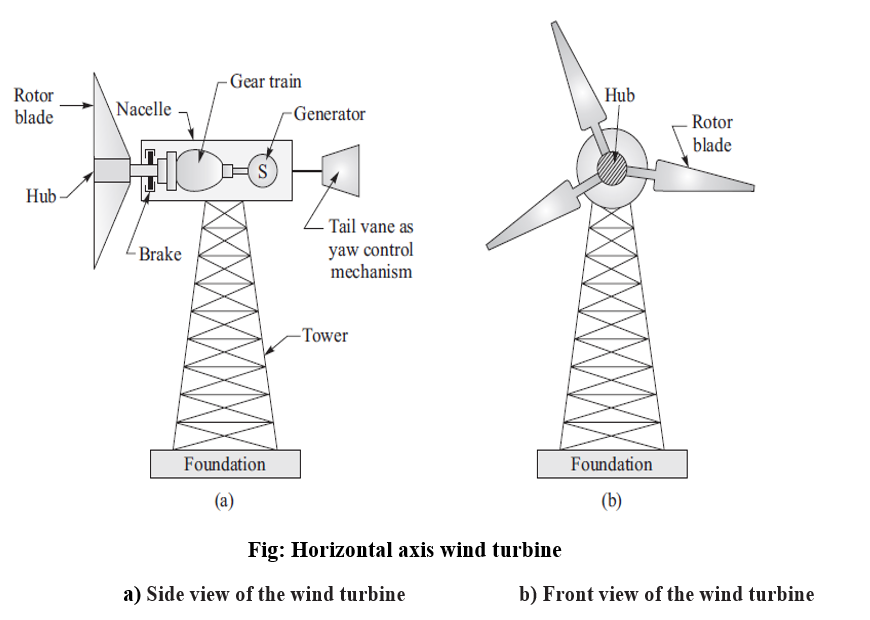 Rotor
blade
Nacelle
Gear train
Generator
S
Hub
Brake
Tail vane as
yaw control
mechanism
Tower
Foundation
(a)
Hub
Rotor
blade
Foundation
(b)
Fig: Horizontal axis wind turbine
a) Side view of the wind turbine
b) Front view of the wind turbine